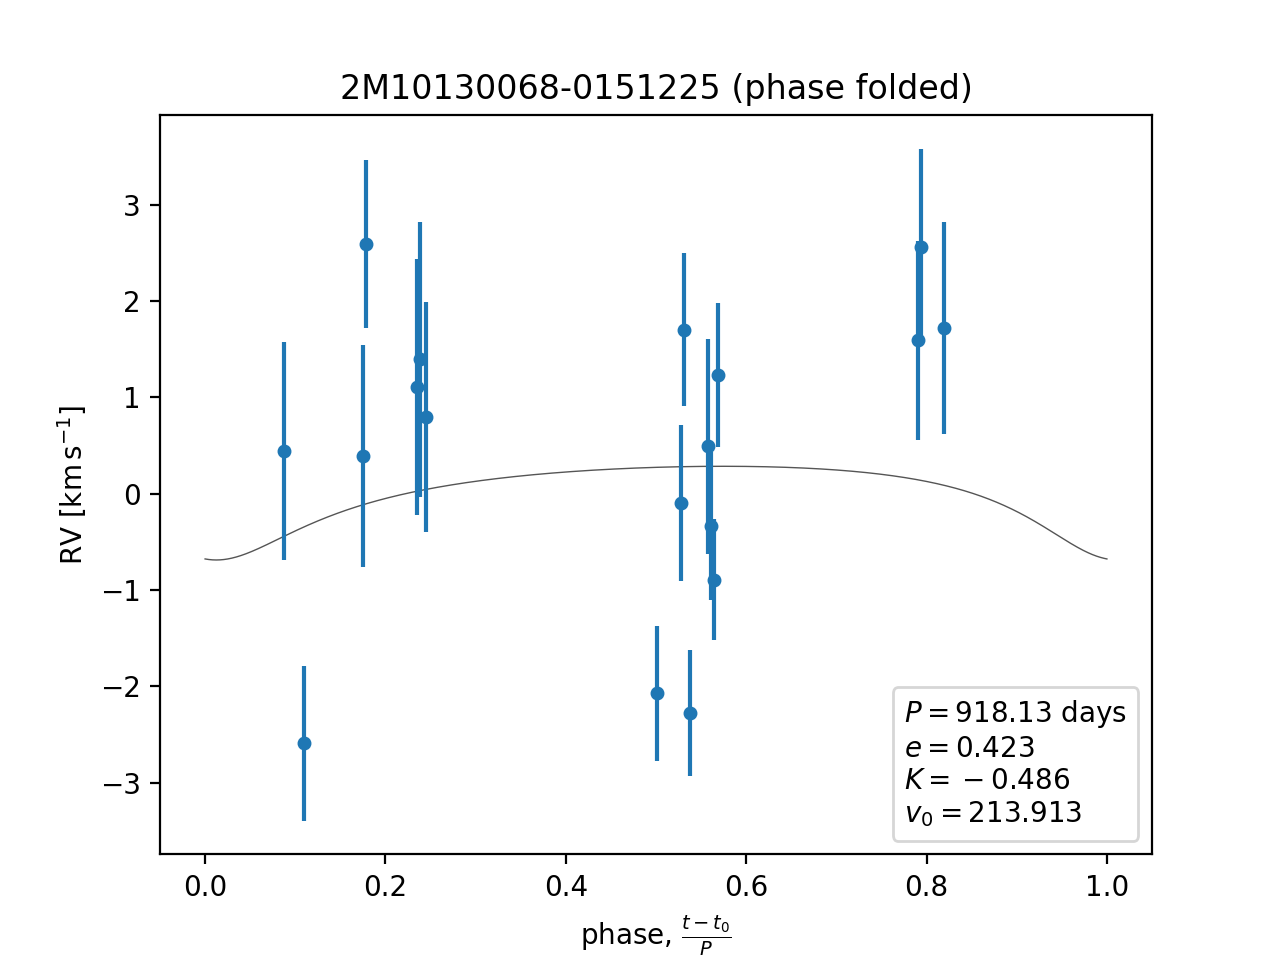 2M10130068-0151225 (phase folded)
3
2
1
0
−1
−2
−3
RV [km s⁻¹]
P = 918.13 days
e = 0.423
K = −0.486
v₀ = 213.913
0.0 0.2 0.4 0.6 0.8 1.0
phase, (t − t₀)/P